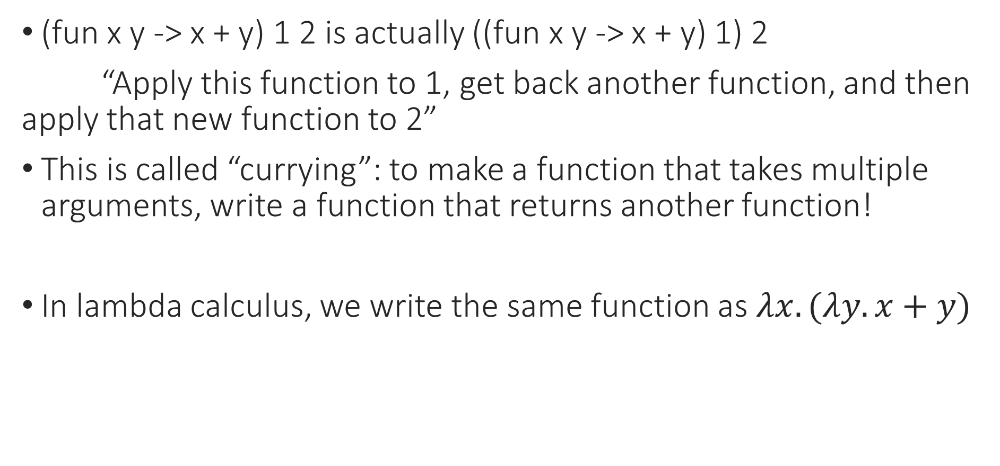 • (fun x y -> x + y) 1 2 is actually ((fun x y -> x + y) 1) 2
“Apply this function to 1, get back another function, and then
apply that new function to 2”
• This is called “currying”: to make a function that takes multiple
arguments, write a function that returns another function!
• In lambda calculus, we write the same function as 𝜆𝑥. (𝜆𝑦. 𝑥 + 𝑦)